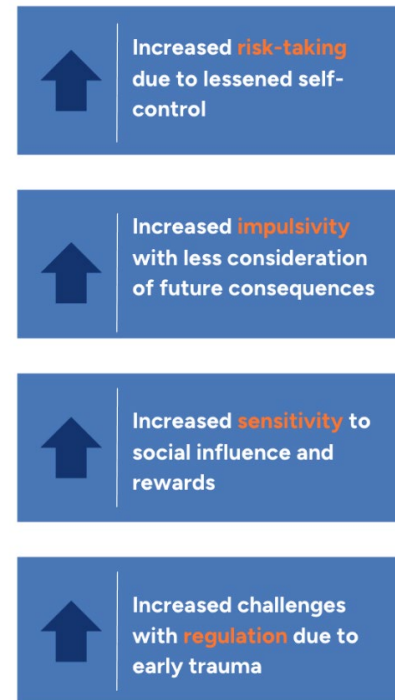 Increased risk-taking
due to lessened self-
control
Increased impulsivity
with less consideration
of future consequences
Increased sensitivity to
social influence and
rewards
Increased challenges
with regulation due to
early trauma